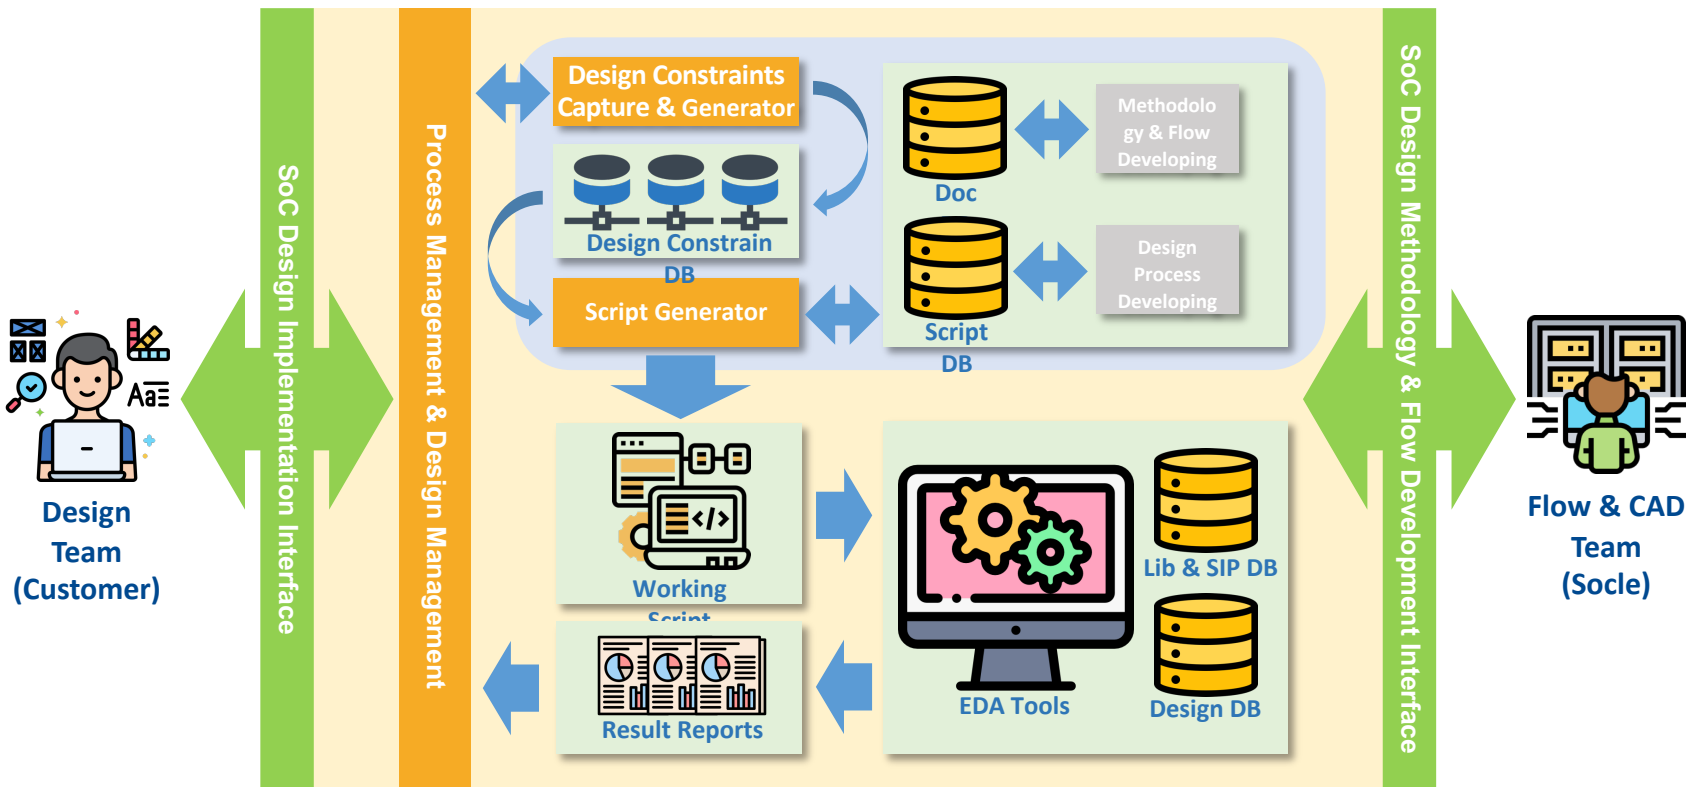 SoC Design Implementation Interface
Process Management & Design Management
Design Constraints
Capture & Generator
Design Constrain
DB
Script Generator
Doc
Methodolo
gy & Flow
Developing
Script
DB
Design
Process
Developing
SoC Design Methodology & Flow Development Interface
Aa
Design
Team
(Customer)
</>
Working
Script
Lib & SIP DB
EDA Tools
Design DB
Result Reports
Flow & CAD
Team
(Socle)